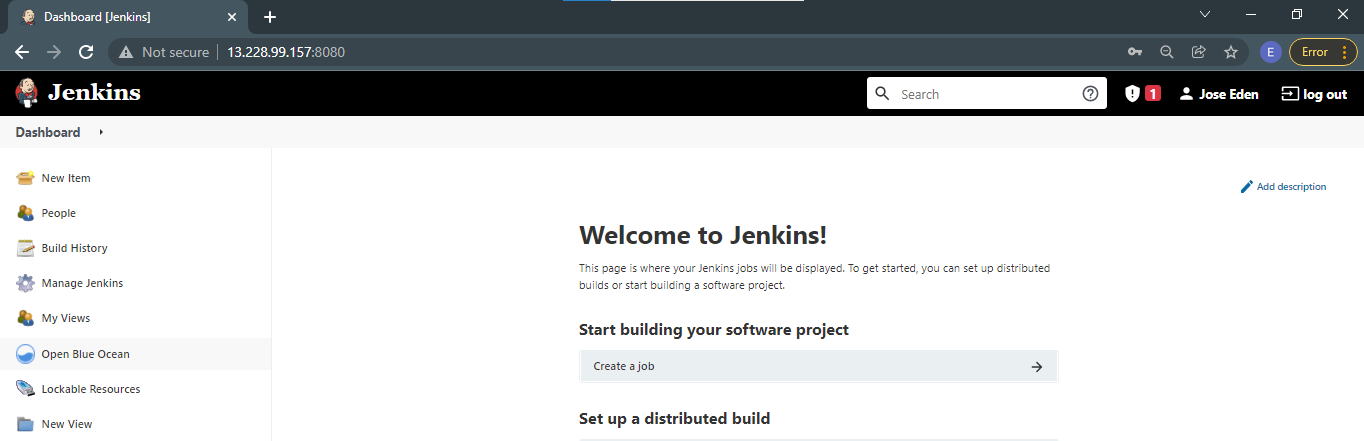 Dashboard [Jenkins]
Not secure | 13.228.99.157:8080
E
Error
Jenkins
Search
1
Jose Eden
log out
Dashboard
New Item
People
Build History
Manage Jenkins
My Views
Open Blue Ocean
Lockable Resources
New View
Add description
Welcome to Jenkins!
This page is where your Jenkins jobs will be displayed. To get started, you can set up distributed
builds or start building a software project.
Start building your software project
Create a job
Set up a distributed build